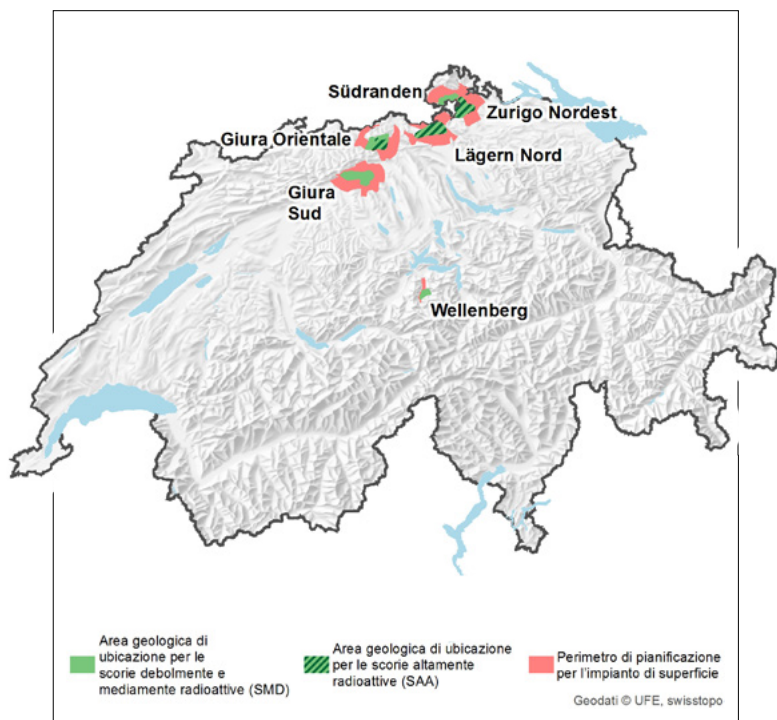 Südranden
Zurigo Nordest
Giura Orientale
Lägern Nord
Giura
Sud
Wellenberg
Area geologica di
ubicazione per le
scorie debolmente e
mediamente radioattive (SMD)
Area geologica di ubicazione
per le scorie altamente
radioattive (SAA)
Perimetro di pianificazione
per l'impianto di superficie
Geodati © UFE, swisstopo